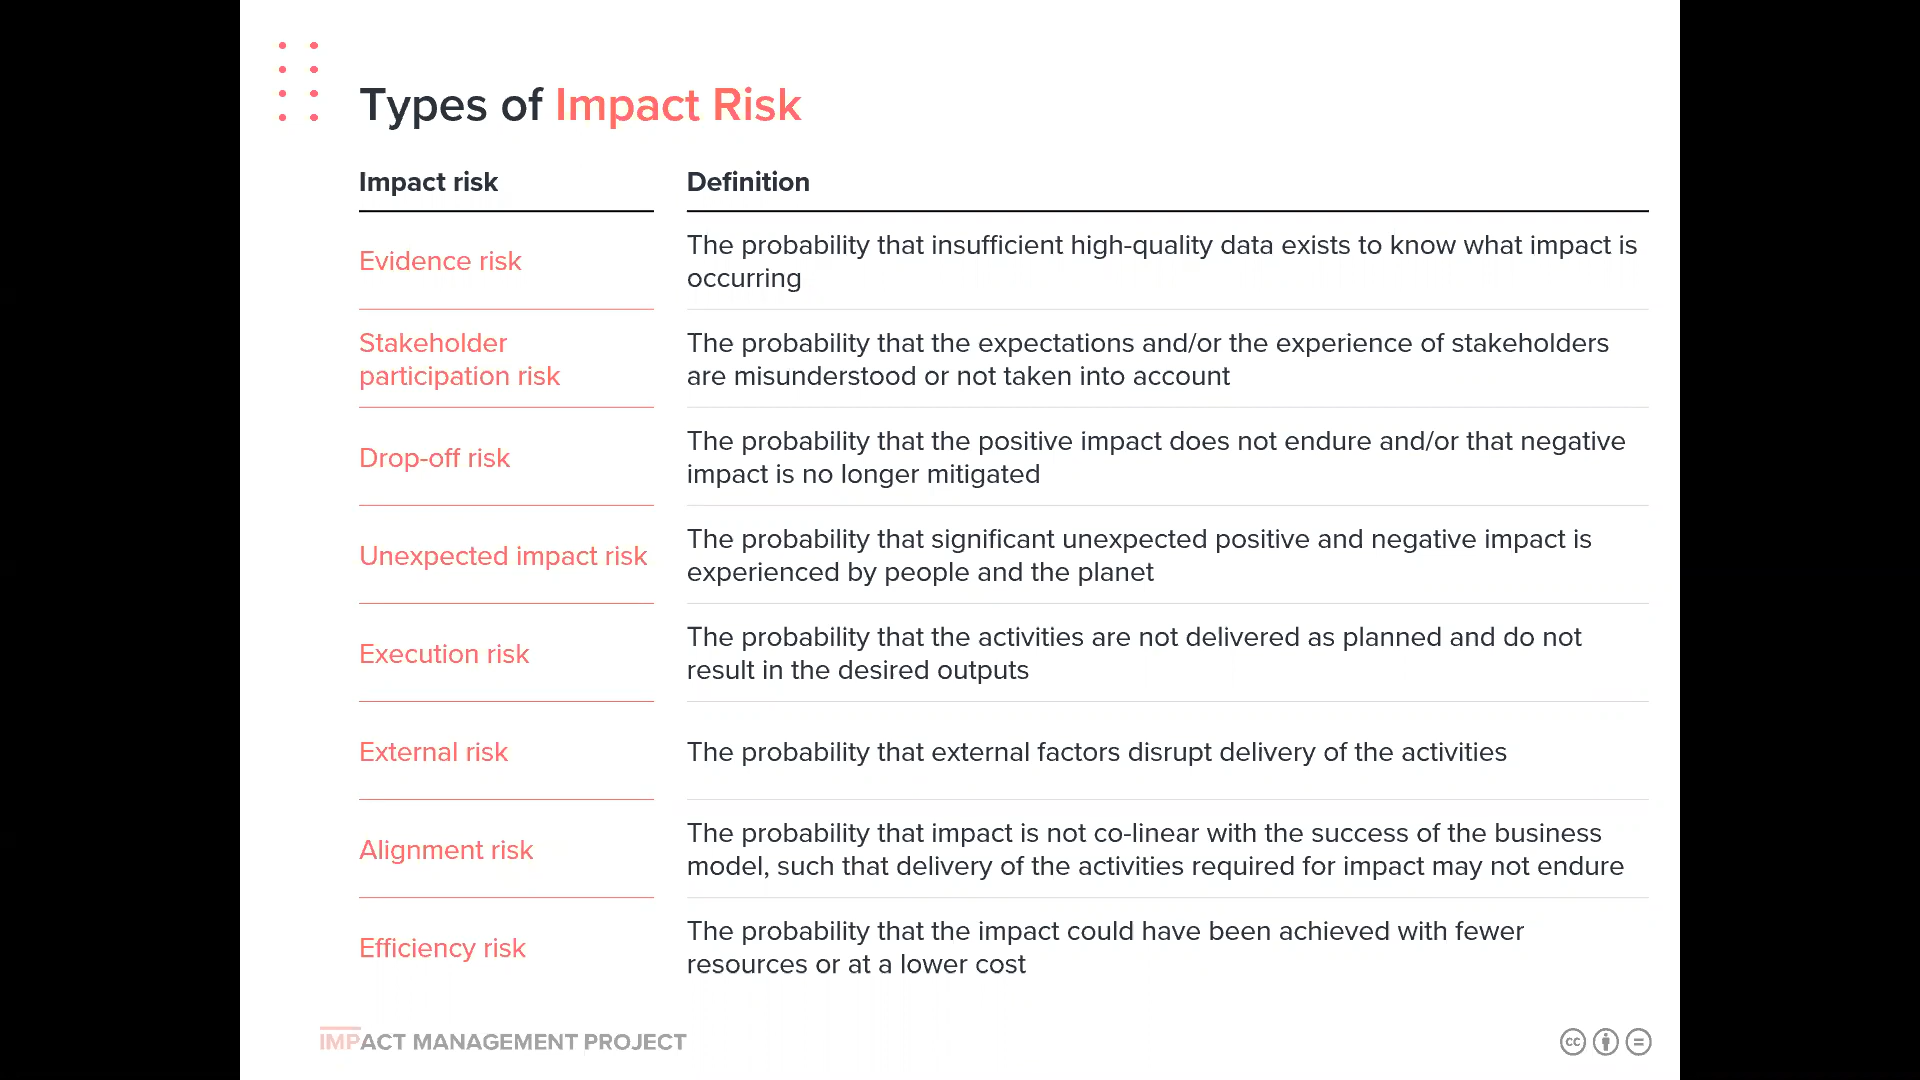 Types of Impact Risk
Impact risk
Definition
Evidence risk
The probability that insufficient high-quality data exists to know what impact is
occurring
Stakeholder
participation risk
The probability that the expectations and/or the experience of stakeholders
are misunderstood or not taken into account
Drop-off risk
The probability that the positive impact does not endure and/or that negative
impact is no longer mitigated
Unexpected impact risk
The probability that significant unexpected positive and negative impact is
experienced by people and the planet
Execution risk
The probability that the activities are not delivered as planned and do not
result in the desired outputs
External risk
The probability that external factors disrupt delivery of the activities
Alignment risk
The probability that impact is not co-linear with the success of the business
model, such that delivery of the activities required for impact may not endure
Efficiency risk
The probability that the impact could have been achieved with fewer
resources or at a lower cost
IMPACT MANAGEMENT PROJECT
cc